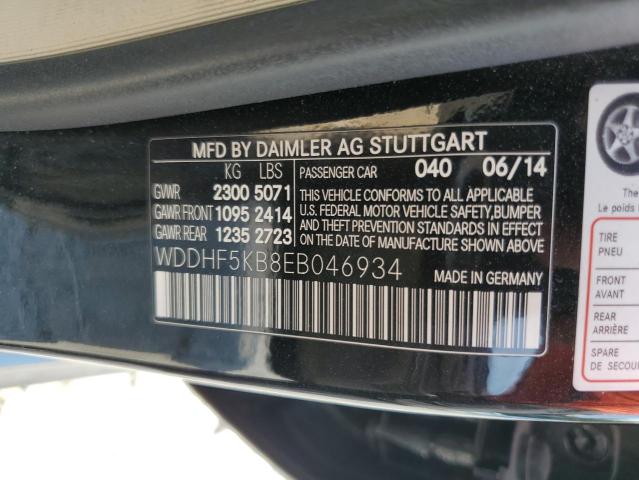 MFD BY DAIMLER AG STUTTGART
KG LBS
GVWR 2300 5071
GAWR FRONT 1095 2414
GAWR REAR 1235 2723
PASSENGER CAR 040 06/14
THIS VEHICLE CONFORMS TO ALL APPLICABLE
U.S. FEDERAL MOTOR VEHICLE SAFETY,BUMPER
AND THEFT PREVENTION STANDARDS IN EFFECT
ON THE DATE OF MANUFACTURE SHOWN ABOVE.
WDDHF5KB8EB046934
MADE IN GERMANY
The
Le poids
TIRE
PNEU
FRONT
AVANT
REAR
ARRIÈRE
SPARE
DE SECOU